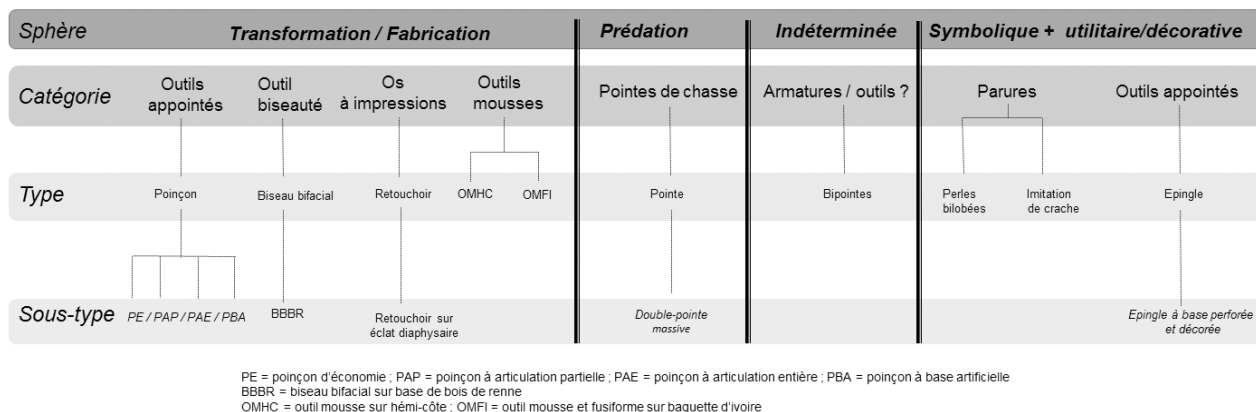 Sphère Transformation / Fabrication Prédation Indéterminée Symbolique + utilitaire/décorative
Catégorie Outils appointés Outil biseauté Os à impressions Outils mousses Pointes de chasse Armatures / outils ? Parures Outils appointés
Type Poinçon Biseau bifacial Retouchoir OMHC OMFI Pointe Bipointes Perles bilobées Imitation de crache Epingle
Sous-type PE / PAP / PAE / PBA BBBR Retouchoir sur éclat diaphysaire Double-pointe massive Epingle à base perforée et décorée
PE = poinçon d'économie ; PAP = poinçon à articulation partielle ; PAE = poinçon à articulation entière ; PBA = poinçon à base artificielle
BBBR = biseau bifacial sur base de bois de renne
OMHC = outil mousse sur hémi-côte ; OMFI = outil mousse et fusiforme sur baguette d'ivoire